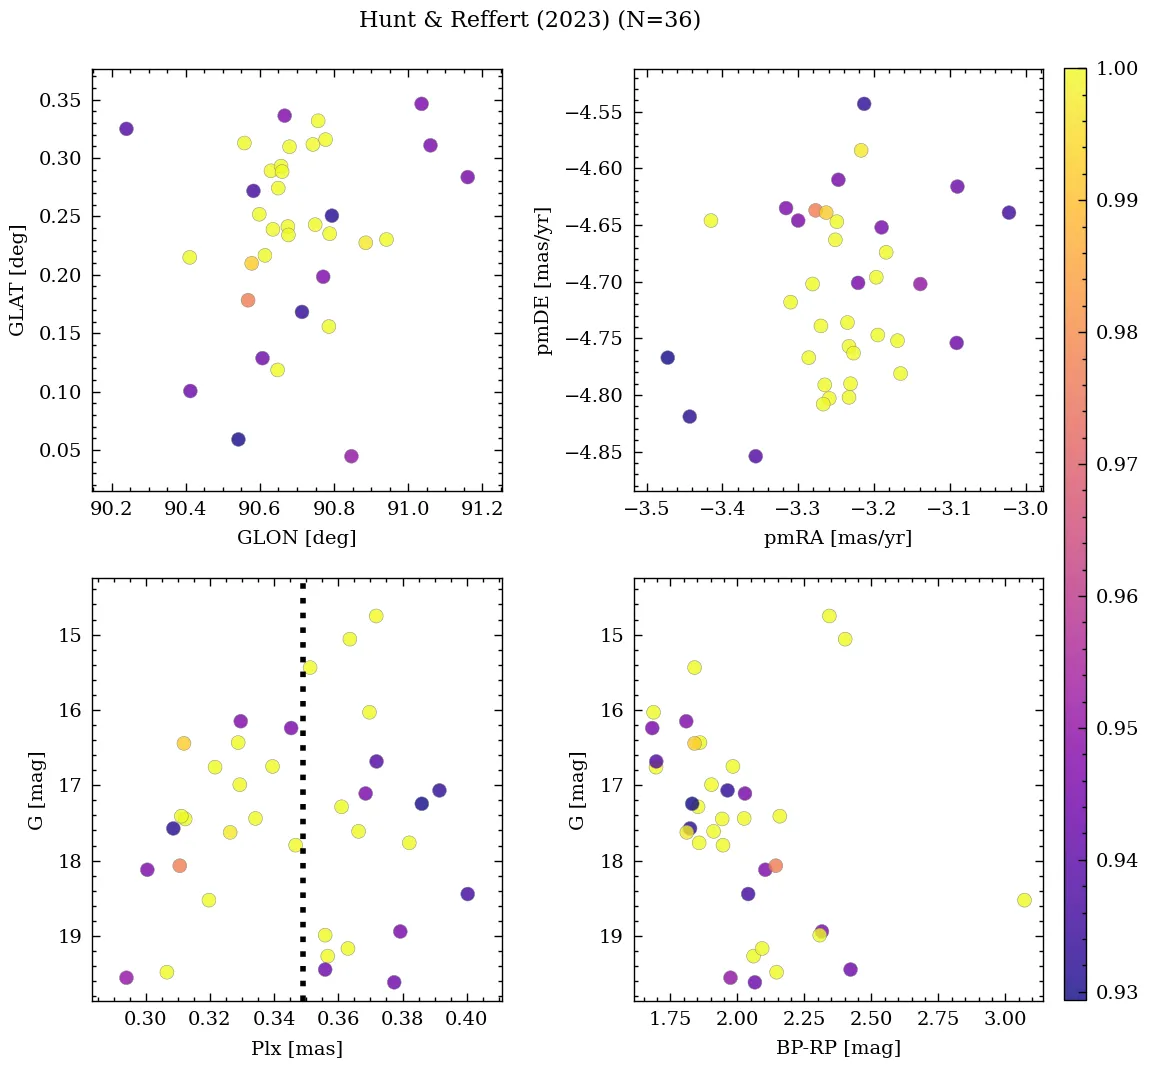 Hunt & Reffert (2023) (N=36)
0.35
0.30
0.25
0.20
0.15
0.10
0.05
GLAT [deg]
90.2 90.4 90.6 90.8 91.0 91.2
GLON [deg]
−4.55
−4.60
−4.65
−4.70
−4.75
−4.80
−4.85
pmDE [mas/yr]
−3.5 −3.4 −3.3 −3.2 −3.1 −3.0
pmRA [mas/yr]
15
16
17
18
19
G [mag]
0.30 0.32 0.34 0.36 0.38 0.40
Plx [mas]
15
16
17
18
19
G [mag]
1.75 2.00 2.25 2.50 2.75 3.00
BP-RP [mag]
1.00
0.99
0.98
0.97
0.96
0.95
0.94
0.93